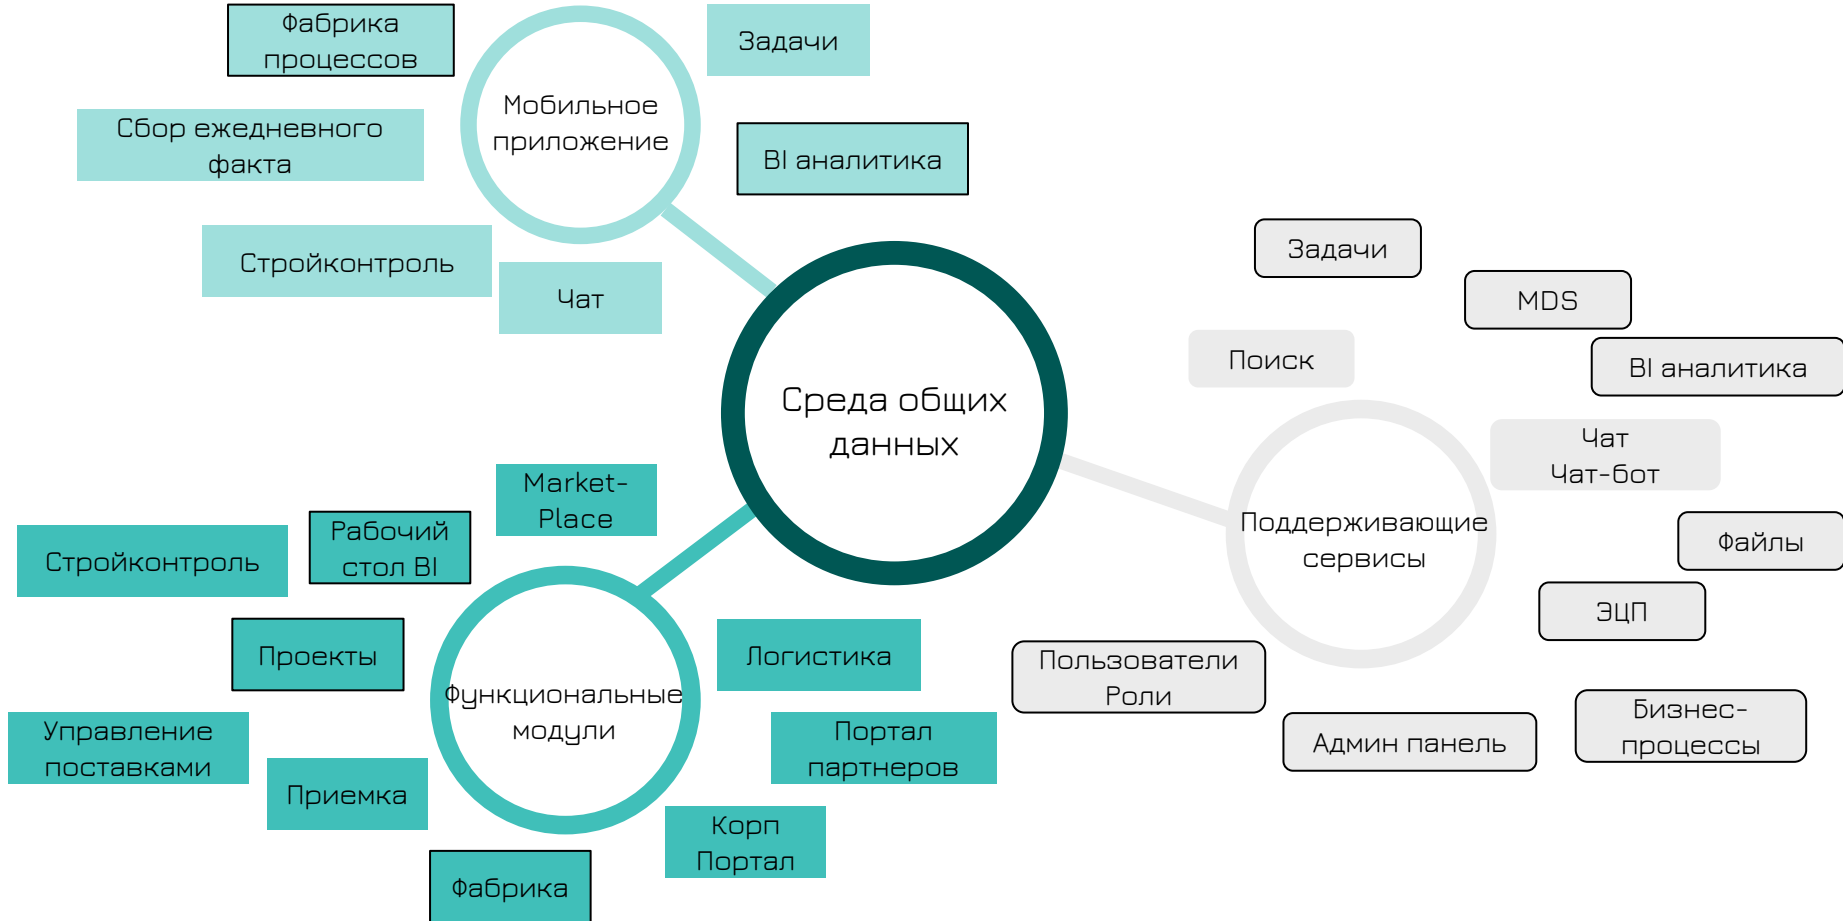 Фабрика
процессов
Задачи
Мобильное
приложение
Сбор ежедневного
факта
BI аналитика
Стройконтроль
Чат
Среда общих
данных
Задачи
MDS
Поиск
BI аналитика
Чат
Чат-бот
Поддерживающие
сервисы
Файлы
ЭЦП
Пользователи
Роли
Админ панель
Бизнес-
процессы
Market-
Place
Рабочий
стол BI
Стройконтроль
Проекты
Функциональные
модули
Логистика
Управление
поставками
Портал
партнеров
Приемка
Корп
Портал
Фабрика